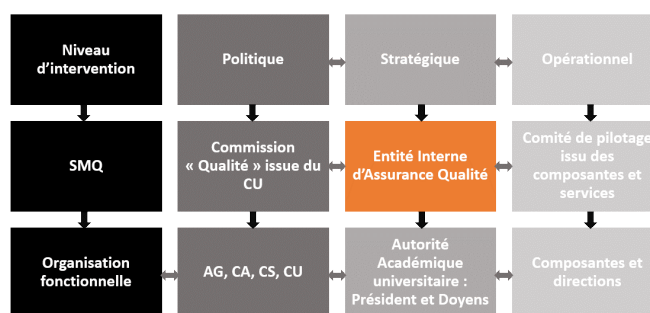 Niveau
d'intervention
Politique
Stratégique
Opérationnel
SMQ
Commission
« Qualité » issue du
CU
Entité Interne
d'Assurance Qualité
Comité de pilotage
issu des
composantes et
services
Organisation
fonctionnelle
AG, CA, CS, CU
Autorité
Académique
universitaire :
Président et Doyens
Composantes et
directions